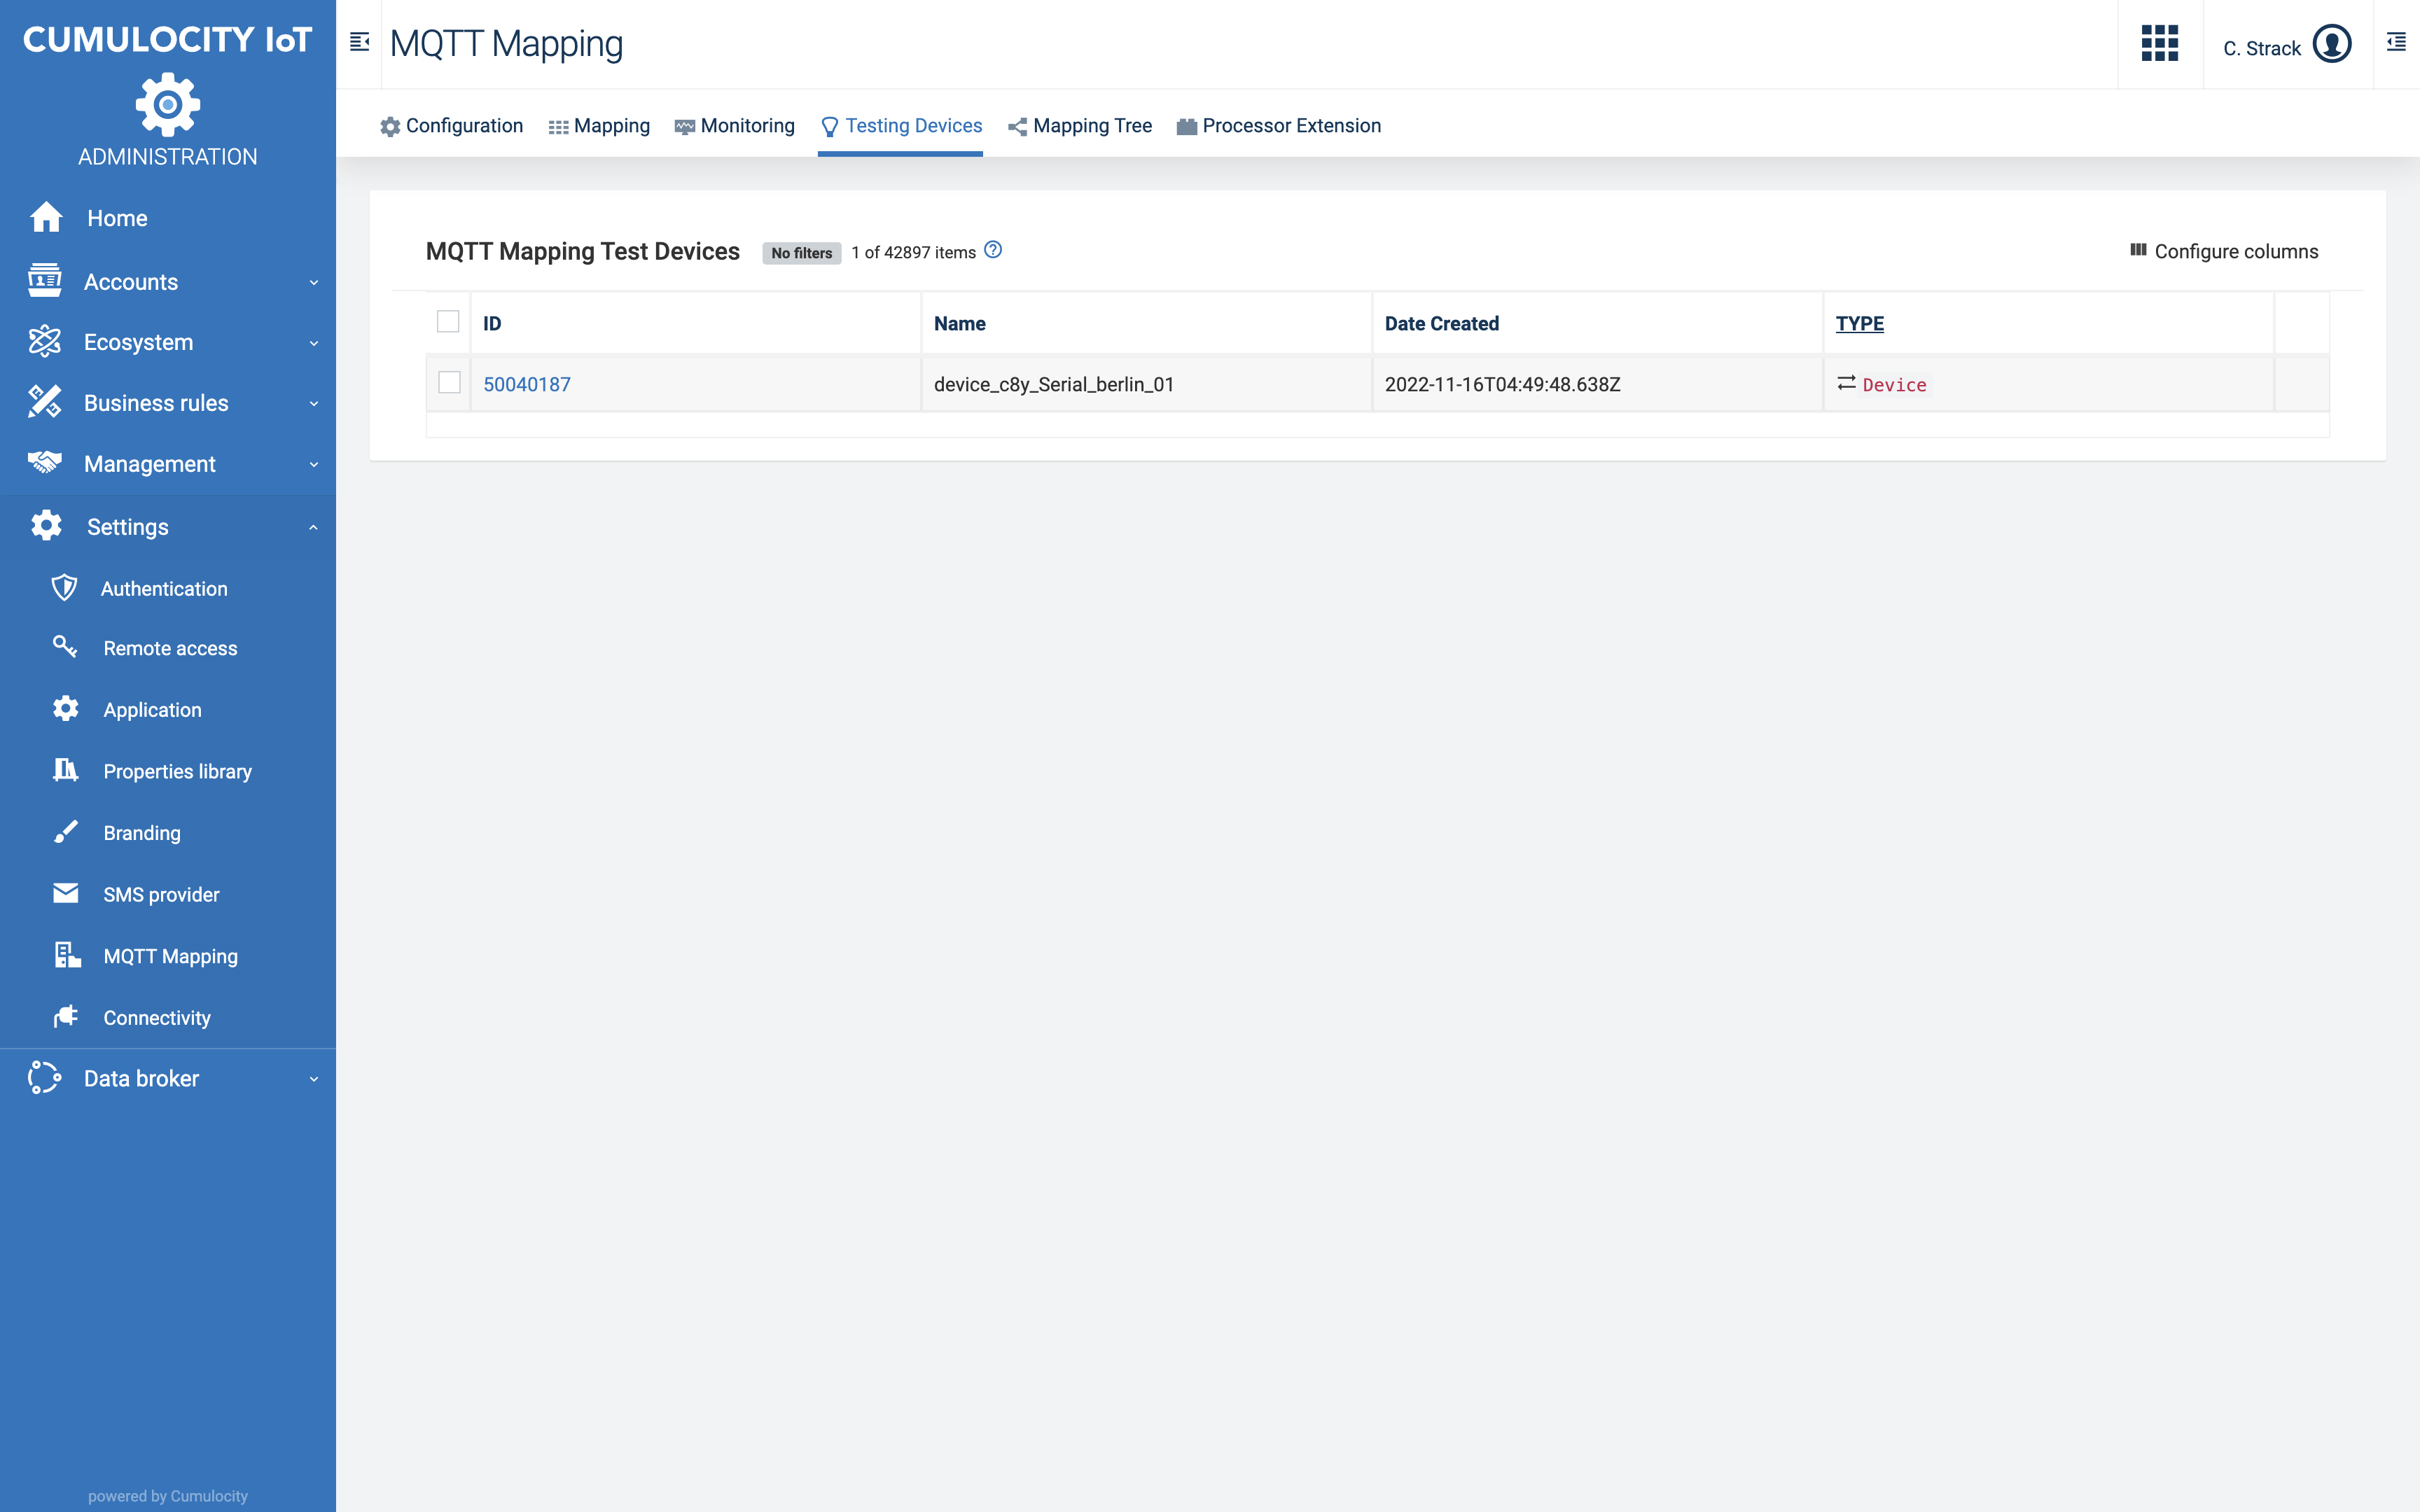 CUMULOCITY IoT
ADMINISTRATION
Home
Accounts
Ecosystem
Business rules
Management
Settings
Authentication
Remote access
Application
Properties library
Branding
SMS provider
MQTT Mapping
Connectivity
Data broker
powered by Cumulocity
MQTT Mapping
C. Strack
Configuration Mapping Monitoring Testing Devices Mapping Tree Processor Extension
MQTT Mapping Test Devices No filters 1 of 42897 items Configure columns
ID Name Date Created TYPE
50040187 device_c8y_Serial_berlin_01 2022-11-16T04:49:48.638Z Device